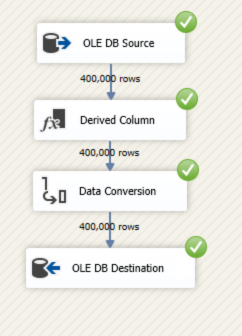 OLE DB Source
400,000 rows
Derived Column
400,000 rows
Data Conversion
400,000 rows
OLE DB Destination